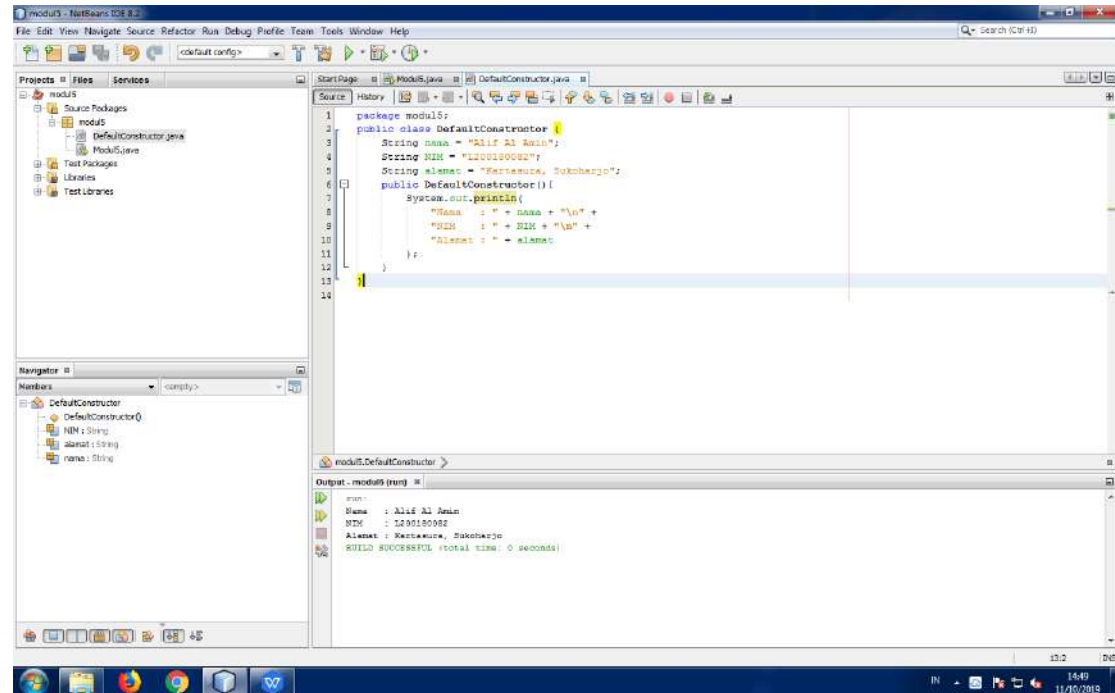 modul5 - NetBeans IDE 8.2
File Edit View Navigate Source Refactor Run Debug Profile Team Tools Window Help
Search (Ctrl+I)
<default config>
Projects Files Services
modul5
Source Packages
modul5
DefaultConstructor.java
Modul5.java
Test Packages
Libraries
Test Libraries
Start Page Modul5.java DefaultConstructor.java
Source History
1 package modul5;
2 public class DefaultConstructor {
3 String nama = "Alif Al Amin";
4 String NIM = "L200180082";
5 String alamat = "Kartasura, Sukoharjo";
6 public DefaultConstructor(){
7 System.out.println(
8 "Nama : " + nama + "\n" +
9 "NIM : " + NIM + "\n" +
10 "Alamat : " + alamat
11 );
12 }
13 }
14
Navigator
Members <empty>
DefaultConstructor
DefaultConstructor()
NIM : String
alamat : String
nama : String
modul5.DefaultConstructor
Output - modul5 (run)
run:
Nama : Alif Al Amin
NIM : L200180082
Alamat : Kartasura, Sukoharjo
BUILD SUCCESSFUL (total time: 0 seconds)
13:2 INS
IN
14:49
11/10/2019